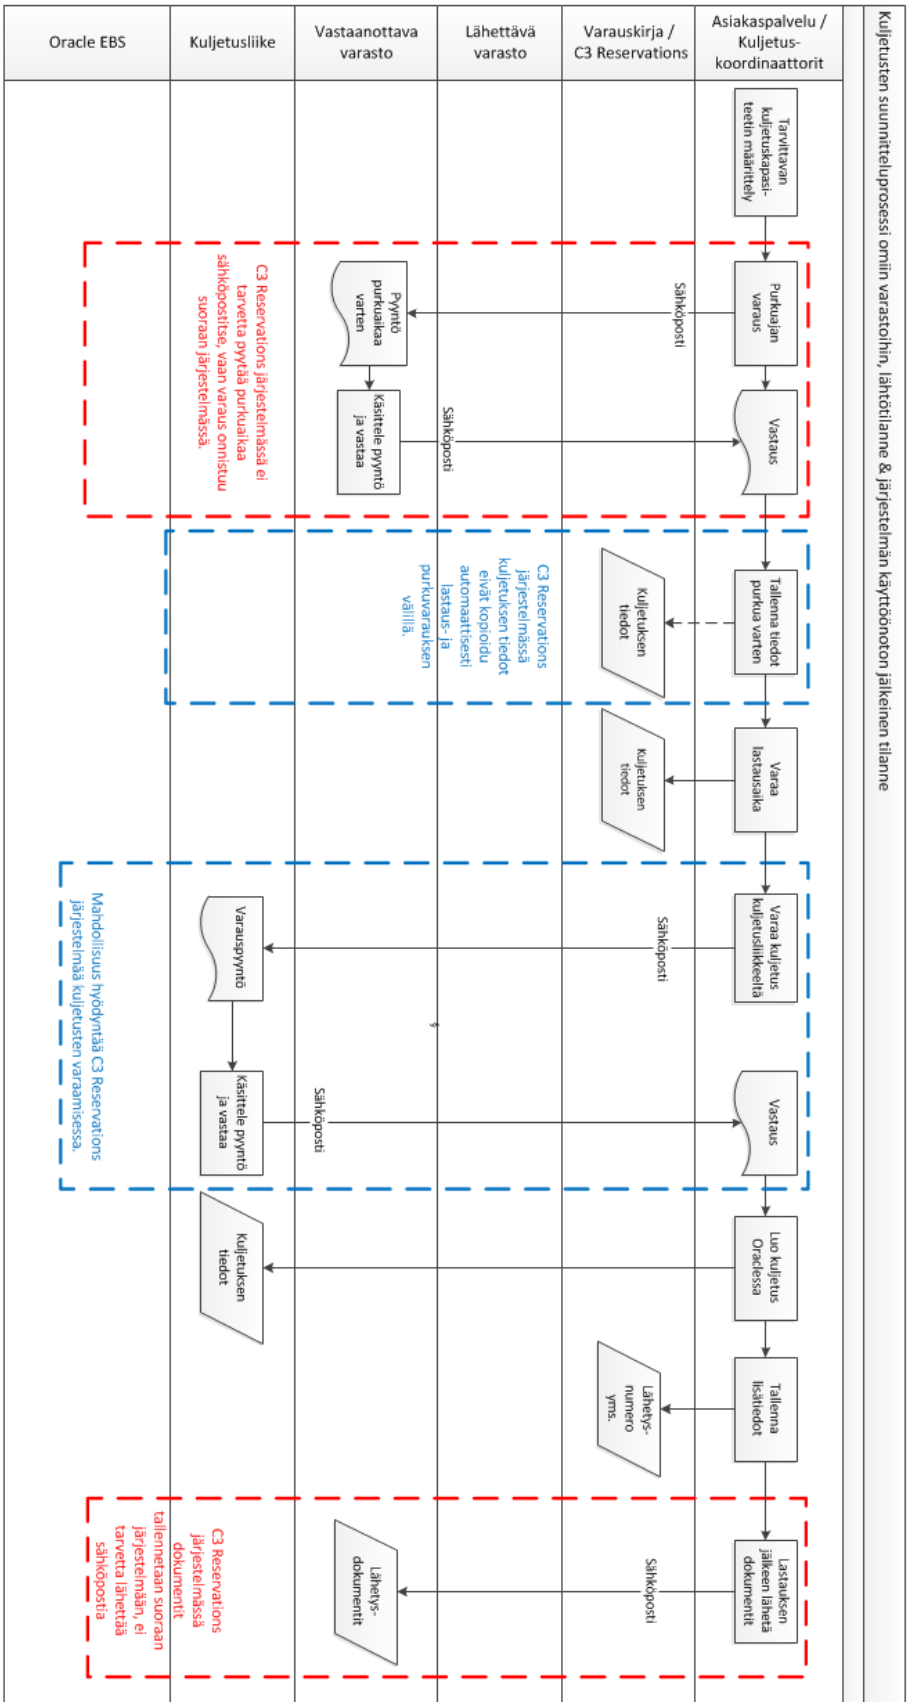 Kuljetusten suunnitteluprosessi omiin varastoihin, lähtötilanne & järjestelmän käyttöönoton jälkeinen tilanne
Asiakaspalvelu /
Kuljetus-
koordinaattorit
Varauskirja /
C3 Reservations
Lähettävä
varasto
Vastaanottava
varasto
Kuljetusliike
Oracle EBS
Tarvittavan
kuljetuskapasi-
teetin määrittely
Purkuajan
varaus
Sähköposti
Pyyntö
purkuaikaa
varten
Käsittele pyyntö
ja vastaa
Sähköposti
Vastaus
C3 Reservations järjestelmässä ei
tarvetta pyytää purkuaikaa
sähköpostitse, vaan varaus onnistuu
suoraan järjestelmässä.
Tallenna tiedot
purkua varten
Kuljetuksen
tiedot
C3 Reservations
järjestelmässä
kuljetuksen tiedot
eivät kopioidu
automaattisesti
lastaus- ja
purkuvarauksen
välillä.
Varaa
lastausaika
Kuljetuksen
tiedot
Varaa kuljetus
kuljetusliikkeeltä
Sähköposti
Varauspyyntö
Käsittele pyyntö
ja vastaa
Sähköposti
Vastaus
Mahdollisuus hyödyntää C3 Reservations
järjestelmää kuljetusten varaamisessa.
Luo kuljetus
Oraclessa
Kuljetuksen
tiedot
Tallenna
lisätiedot
Lähetys-
numero
yms.
Lastauksen
jälkeen lähetä
dokumentit
Sähköposti
Lähetys-
dokumentit
C3 Reservations
järjestelmässä
dokumentit
tallennetaan suoraan
järjestelmään, ei
tarvetta lähettää
sähköpostia